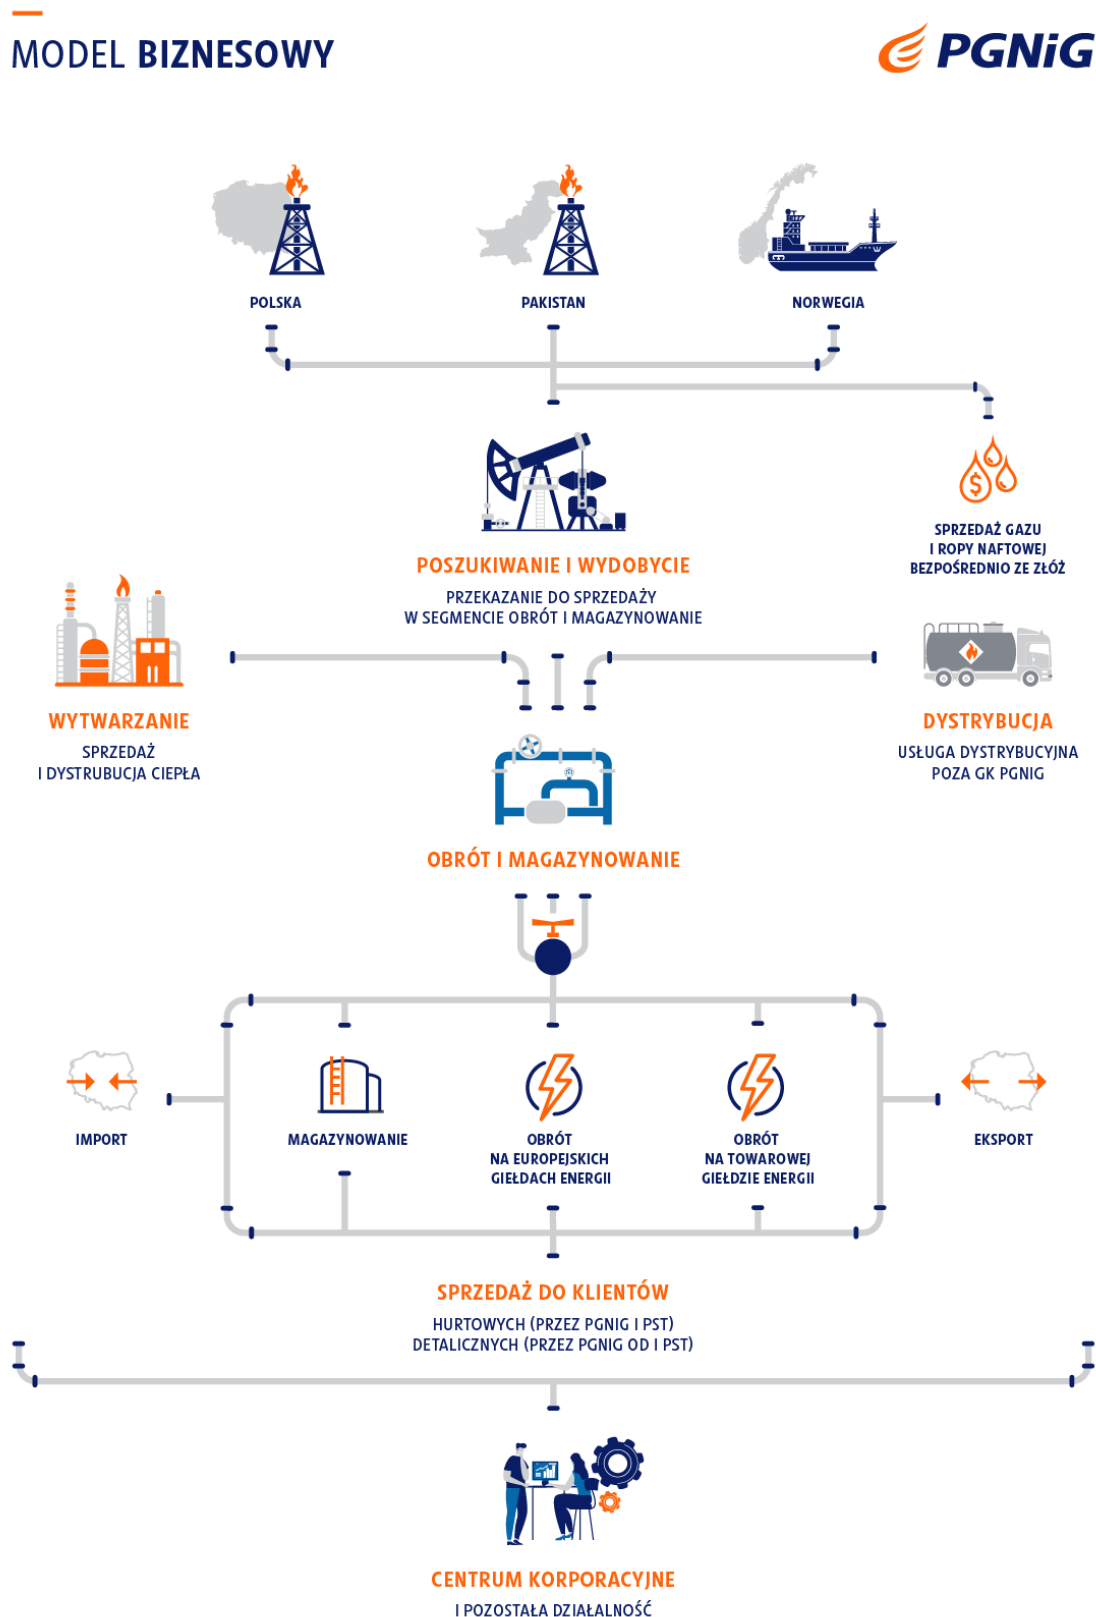 MODEL BIZNESOWY
PGNiG
POLSKA
PAKISTAN
NORWEGIA
SPRZEDAŻ GAZU
I ROPY NAFTOWEJ
BEZPOŚREDNIO ZE ZŁÓŻ
POSZUKIWANIE I WYDOBYCIE
PRZEKAZANIE DO SPRZEDAŻY
W SEGMENCIE OBRÓT I MAGAZYNOWANIE
WYTWARZANIE
SPRZEDAŻ
I DYSTRUBUCJA CIEPŁA
DYSTRYBUCJA
USŁUGA DYSTRYBUCYJNA
POZA GK PGNIG
OBRÓT I MAGAZYNOWANIE
IMPORT
MAGAZYNOWANIE
OBRÓT
NA EUROPEJSKICH
GIEŁDACH ENERGII
OBRÓT
NA TOWAROWEJ
GIEŁDZIE ENERGII
EKSPORT
SPRZEDAŻ DO KLIENTÓW
HURTOWYCH (PRZEZ PGNIG I PST)
DETALICZNYCH (PRZEZ PGNIG OD I PST)
CENTRUM KORPORACYJNE
I POZOSTAŁA DZIAŁALNOŚĆ